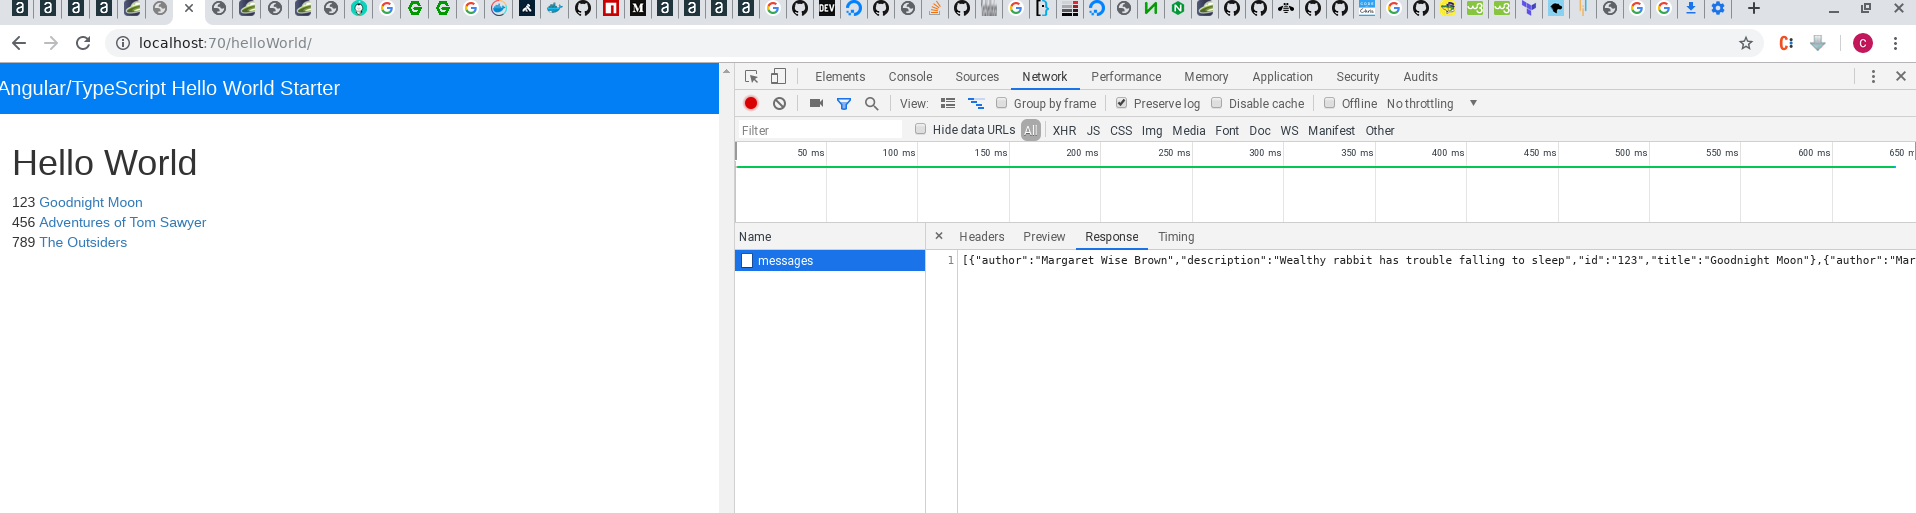 localhost:70/helloWorld/
C
Angular/TypeScript Hello World Starter
Hello World
123 Goodnight Moon
456 Adventures of Tom Sawyer
789 The Outsiders
Elements Console Sources Network Performance Memory Application Security Audits
View: Group by frame Preserve log Disable cache Offline No throttling
Filter Hide data URLs All XHR JS CSS Img Media Font Doc WS Manifest Other
50 ms 100 ms 150 ms 200 ms 250 ms 300 ms 350 ms 400 ms 450 ms 500 ms 550 ms 600 ms 650 m
Name Headers Preview Response Timing
messages
1 [{"author":"Margaret Wise Brown","description":"Wealthy rabbit has trouble falling to sleep","id":"123","title":"Goodnight Moon"},{"author":"Mar